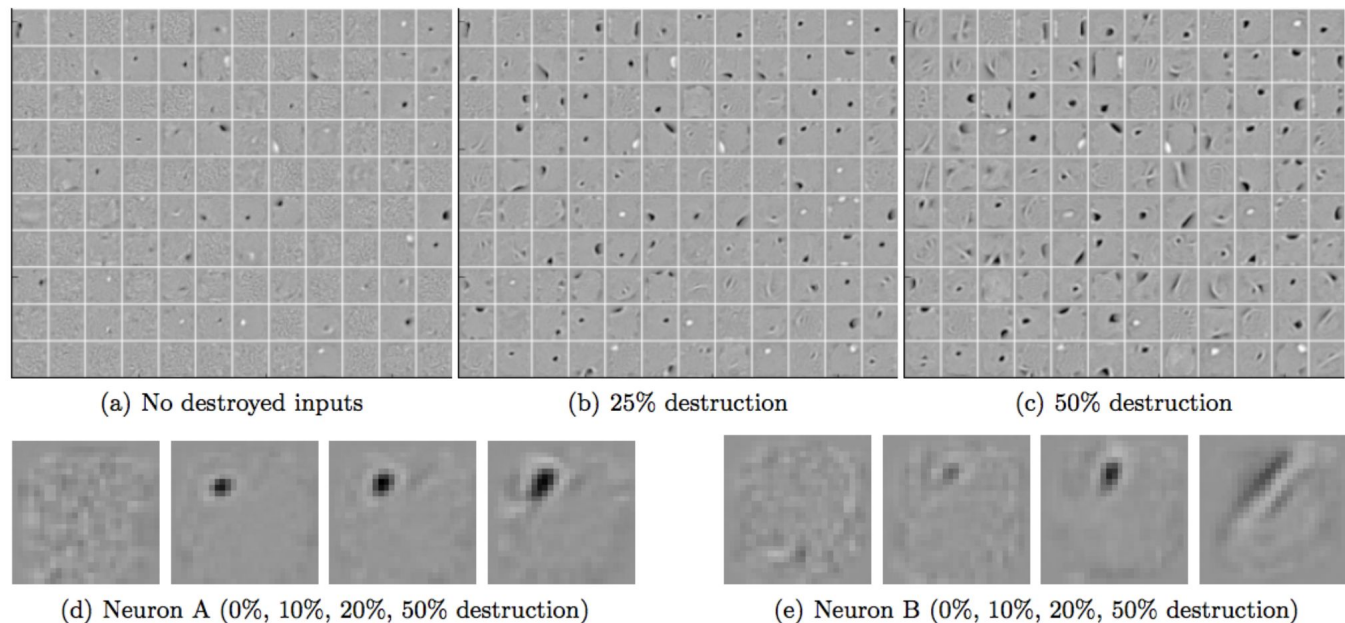 (a) No destroyed inputs
(b) 25% destruction
(c) 50% destruction
(d) Neuron A (0%, 10%, 20%, 50% destruction)
(e) Neuron B (0%, 10%, 20%, 50% destruction)